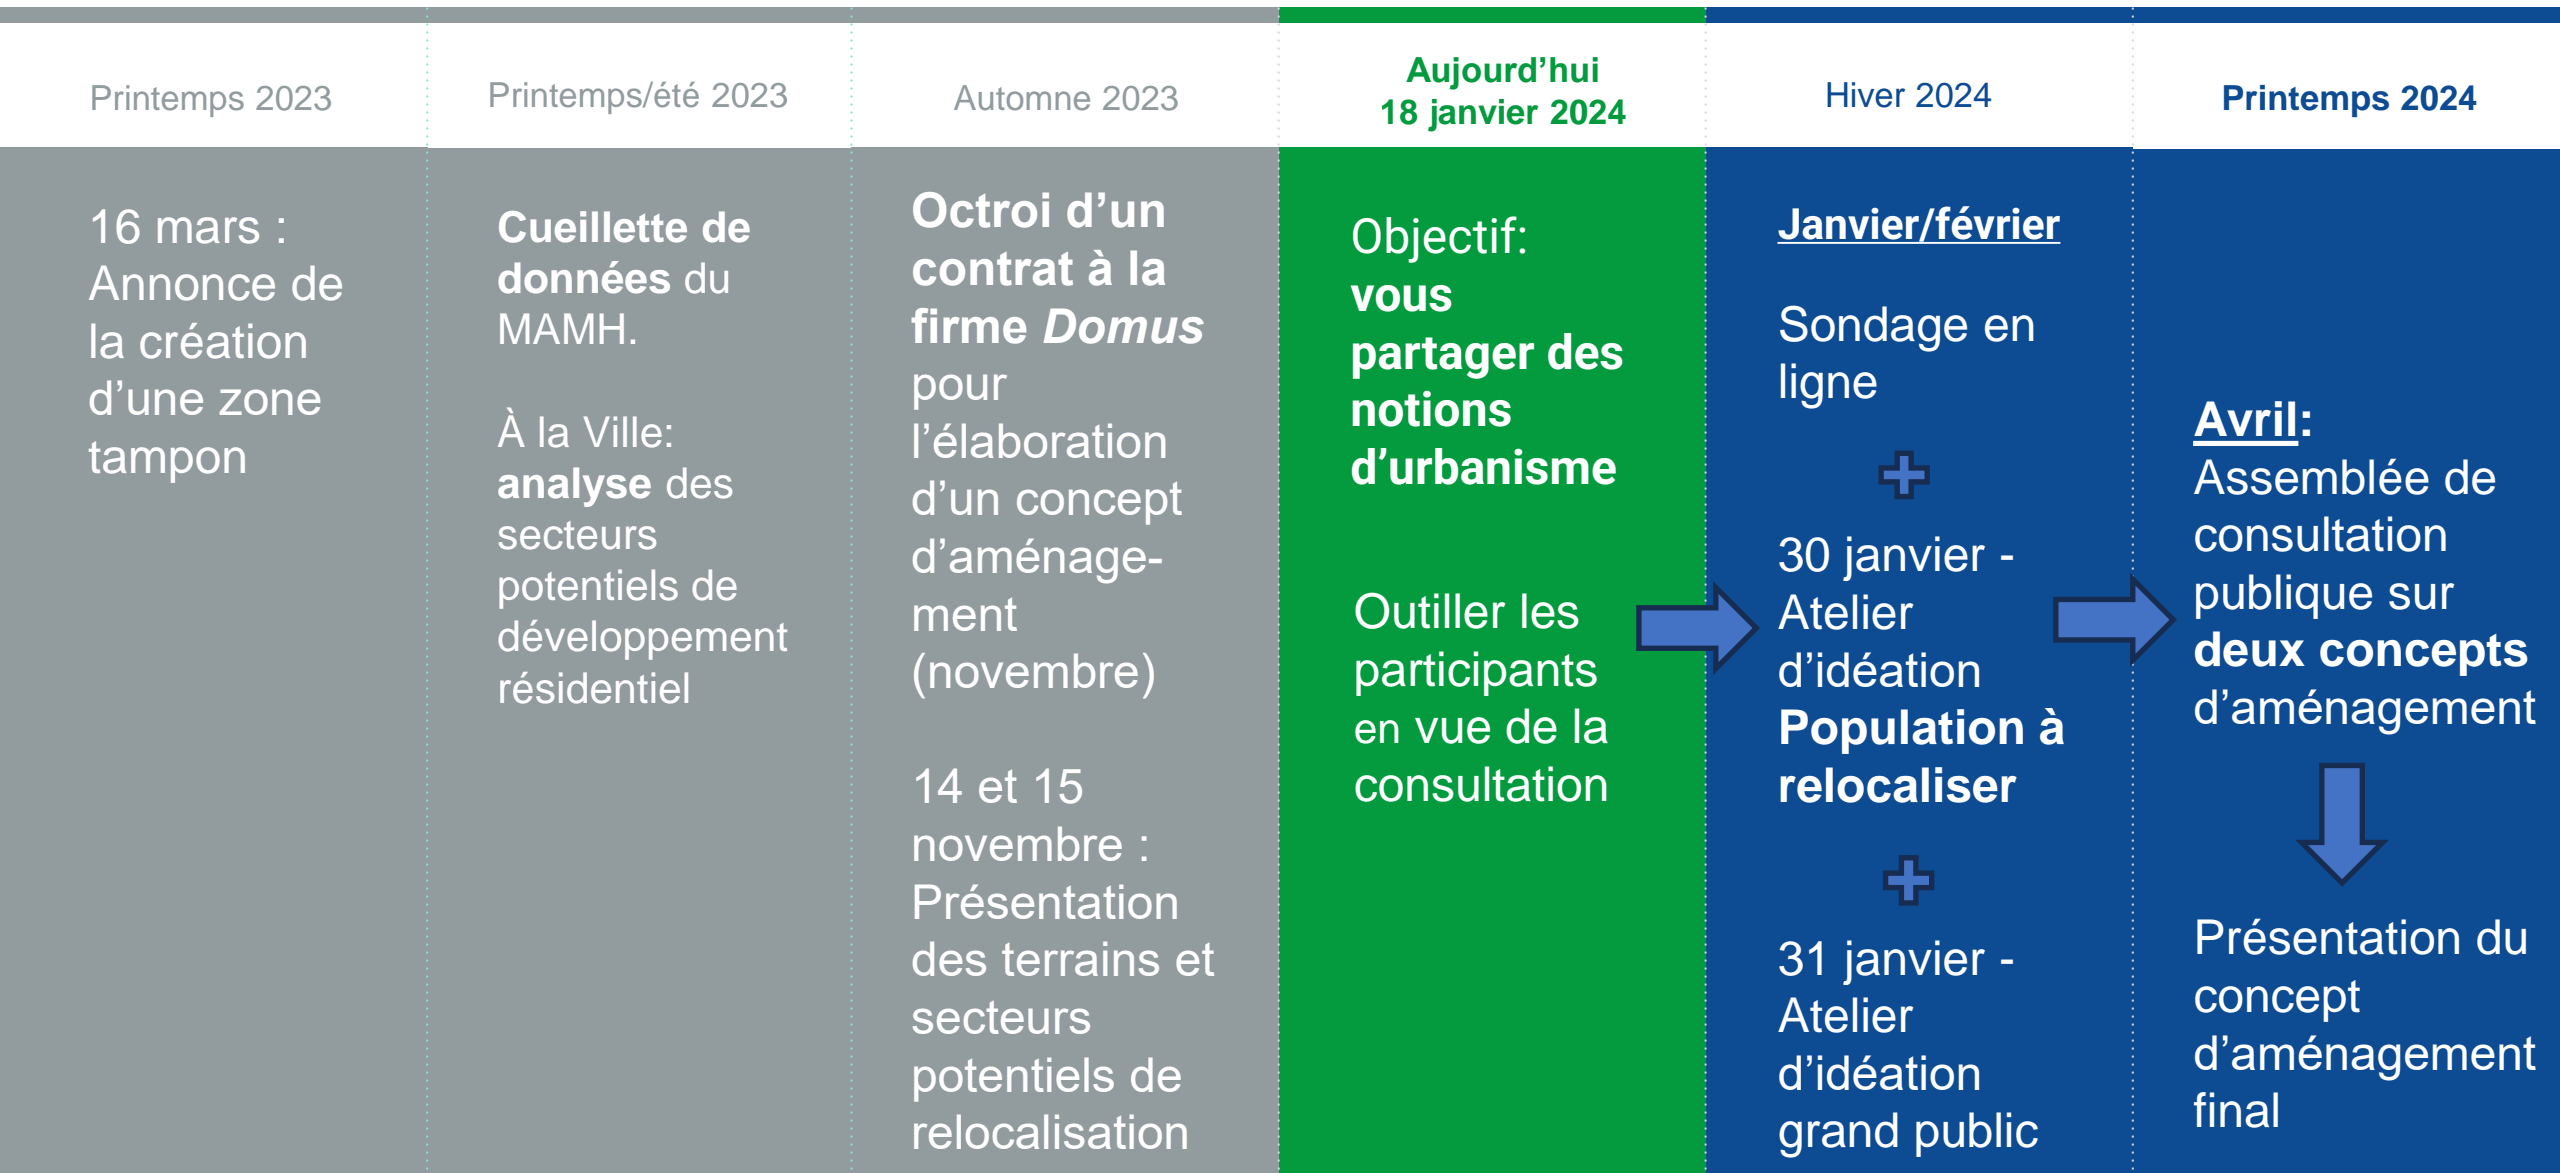 Printemps 2023
16 mars :
Annonce de
la création
d’une zone
tampon
Printemps/été 2023
Cueillette de
données du
MAMH.
À la Ville:
analyse des
secteurs
potentiels de
développement
résidentiel
Automne 2023
Octroi d’un
contrat à la
firme Domus
pour
l’élaboration
d’un concept
d’aménage-
ment
(novembre)
14 et 15
novembre :
Présentation
des terrains et
secteurs
potentiels de
relocalisation
Aujourd’hui
18 janvier 2024
Objectif:
vous
partager des
notions
d’urbanisme
Outiller les
participants
en vue de la
consultation
Hiver 2024
Janvier/février
Sondage en
ligne
30 janvier -
Atelier
d’idéation
Population à
relocaliser
31 janvier -
Atelier
d’idéation
grand public
Printemps 2024
Avril:
Assemblée de
consultation
publique sur
deux concepts
d’aménagement
Présentation du
concept
d’aménagement
final